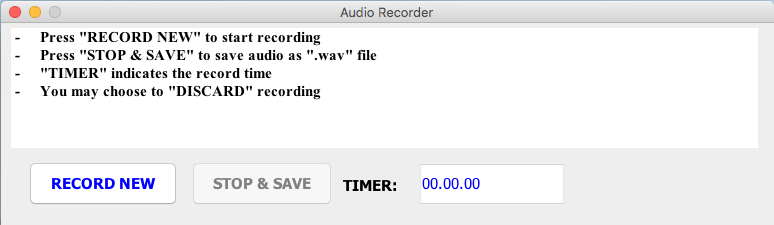 Audio Recorder
- Press "RECORD NEW" to start recording
- Press "STOP & SAVE" to save audio as ".wav" file
- "TIMER" indicates the record time
- You may choose to "DISCARD" recording
RECORD NEW STOP & SAVE TIMER: 00.00.00